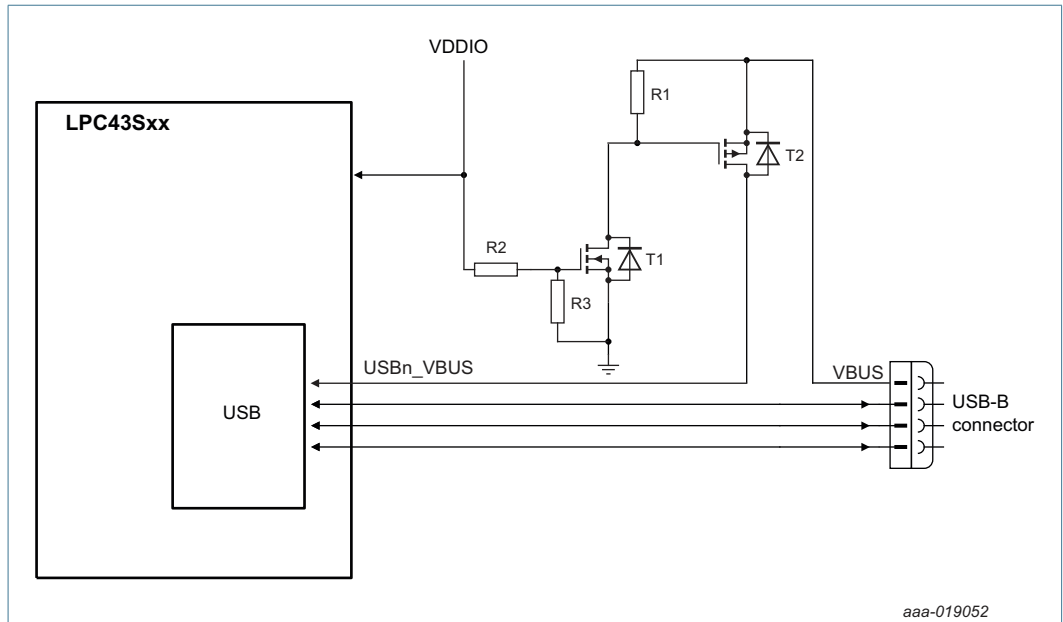 VDDIO
R1
LPC43Sxx
T2
R2
T1
R3
USBn_VBUS
VBUS
USB
USB-B
connector
aaa-019052